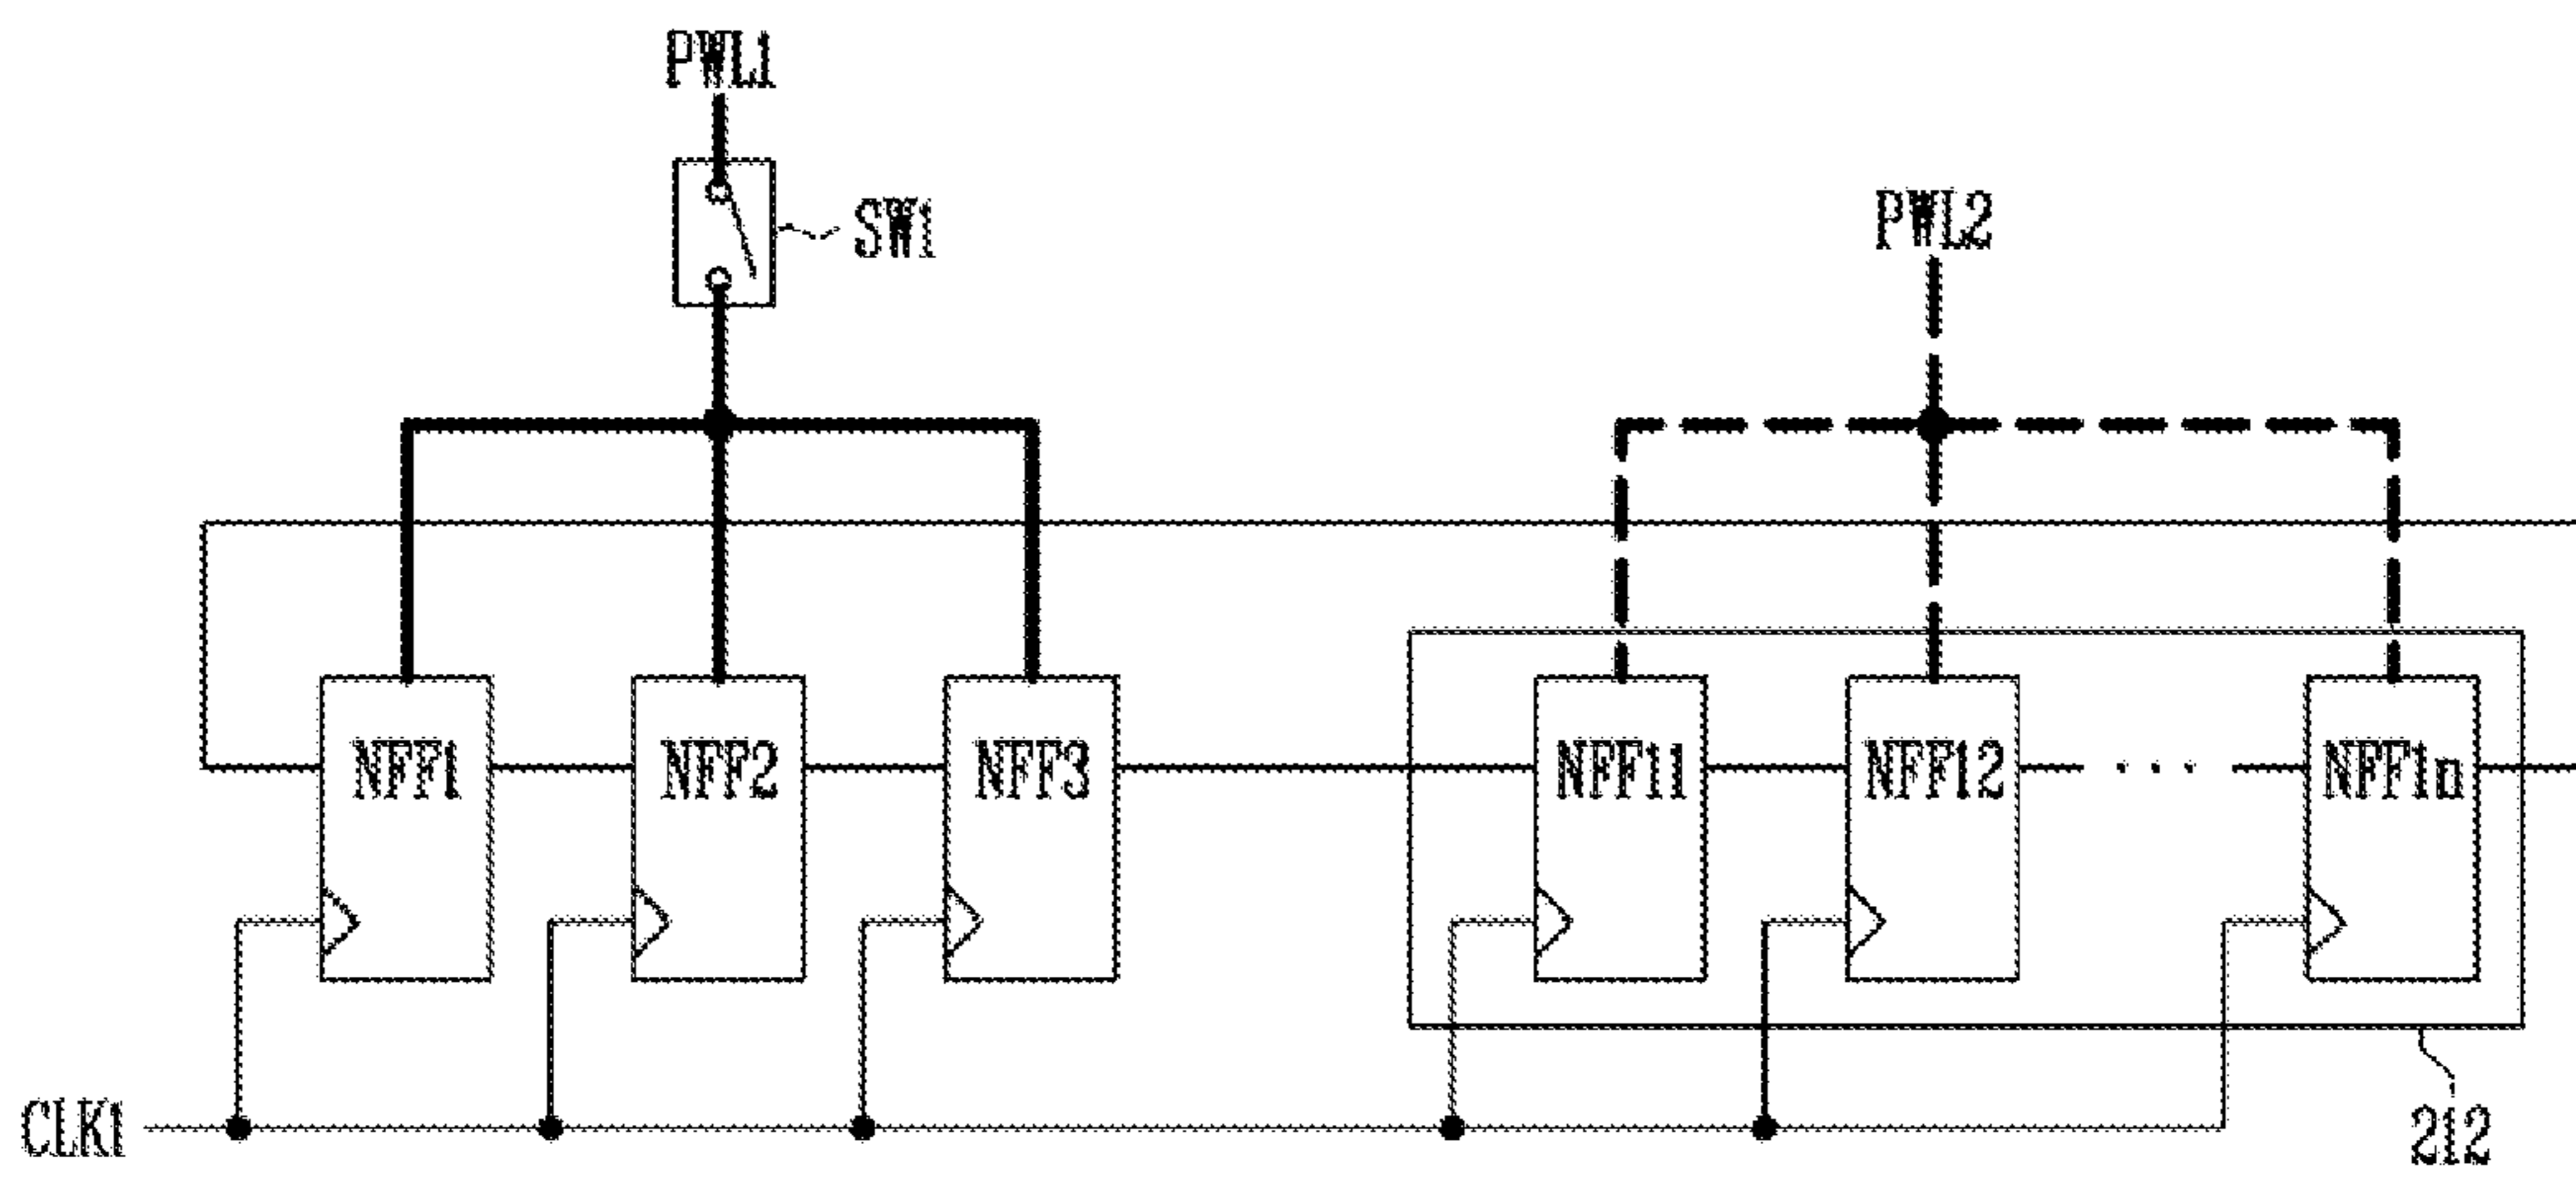 PWL1
SW1
PWL2
NFF1 NFF2 NFF3 NFF11 NFF12 ... NFF1n
CLK1
212